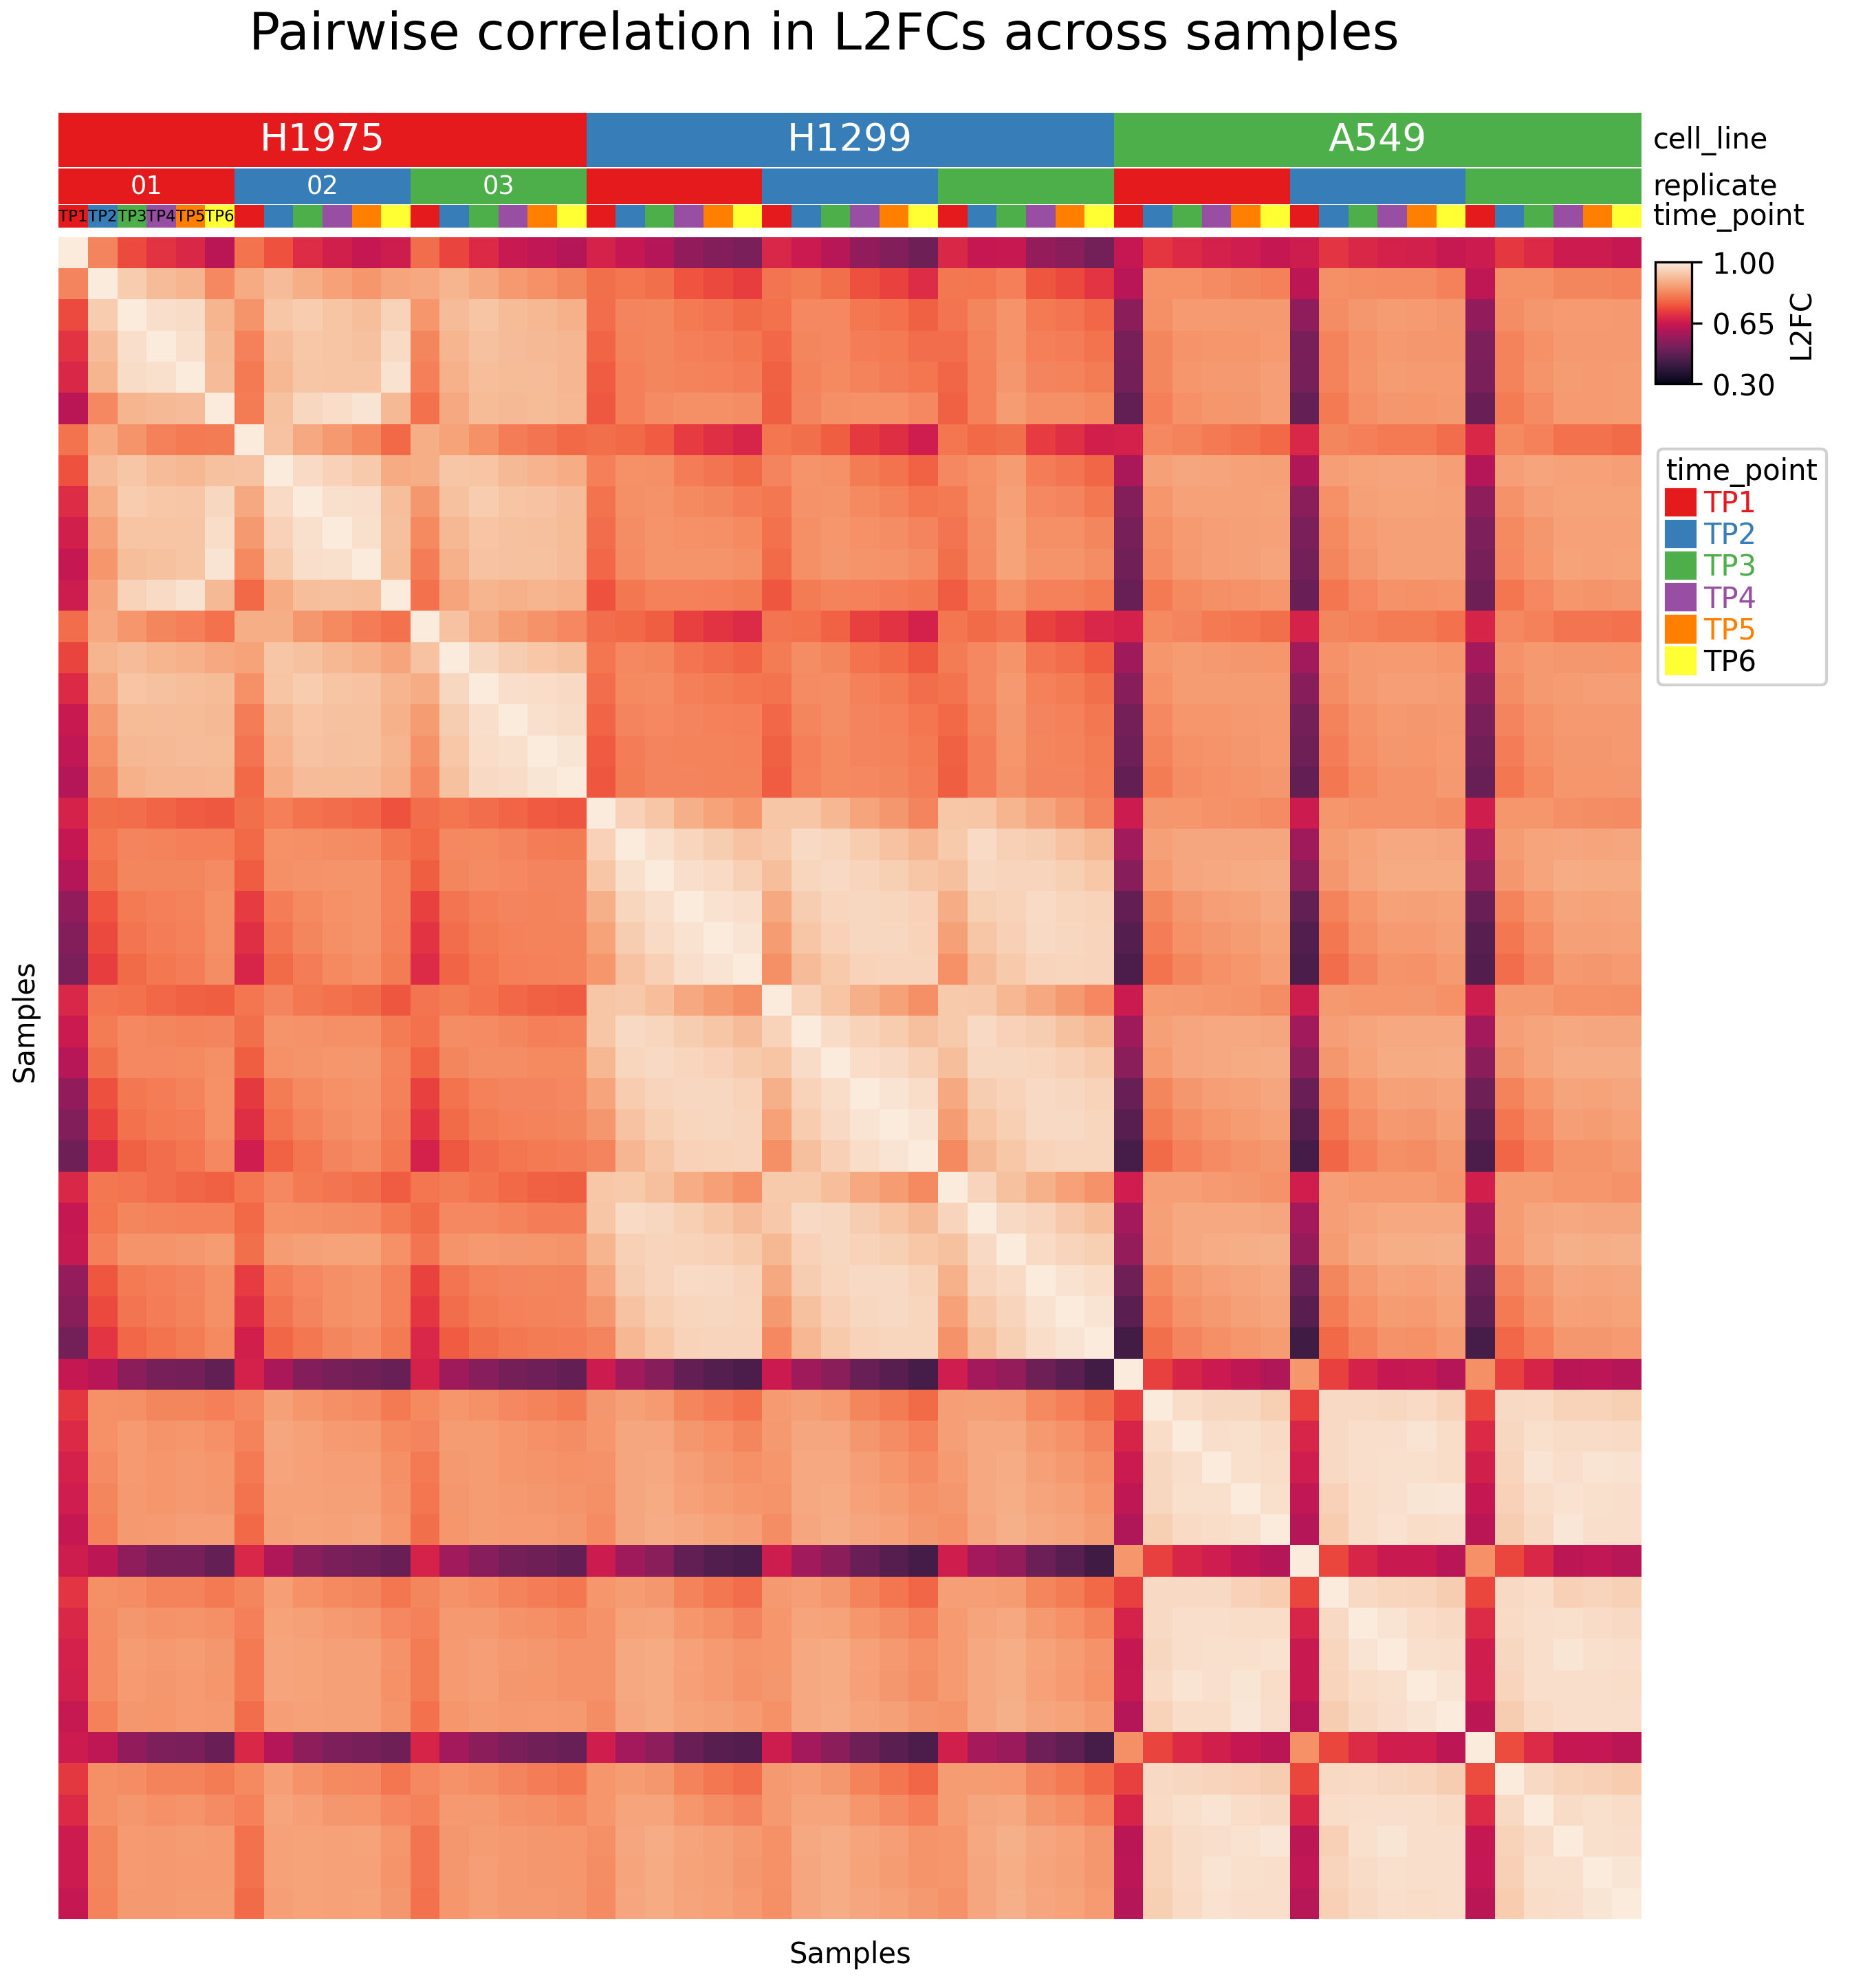 Pairwise correlation in L2FCs across samples
H1975 H1299 A549 cell_line
01 02 03 replicate
TP1 TP2 TP3 TP4 TP5 TP6 time_point
1.00
0.65
0.30
L2FC
time_point
TP1
TP2
TP3
TP4
TP5
TP6
Samples
Samples